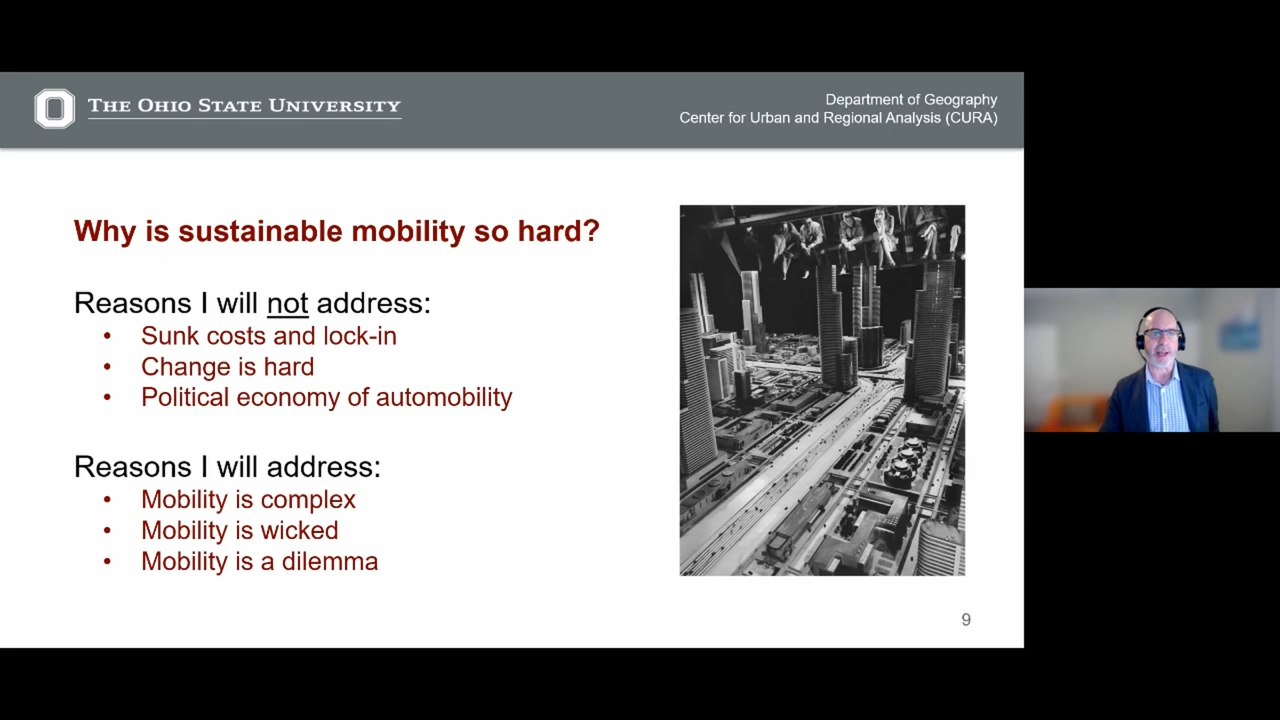 THE OHIO STATE UNIVERSITY
Department of Geography
Center for Urban and Regional Analysis (CURA)
Why is sustainable mobility so hard?
Reasons I will not address:
• Sunk costs and lock-in
• Change is hard
• Political economy of automobility
Reasons I will address:
• Mobility is complex
• Mobility is wicked
• Mobility is a dilemma
9